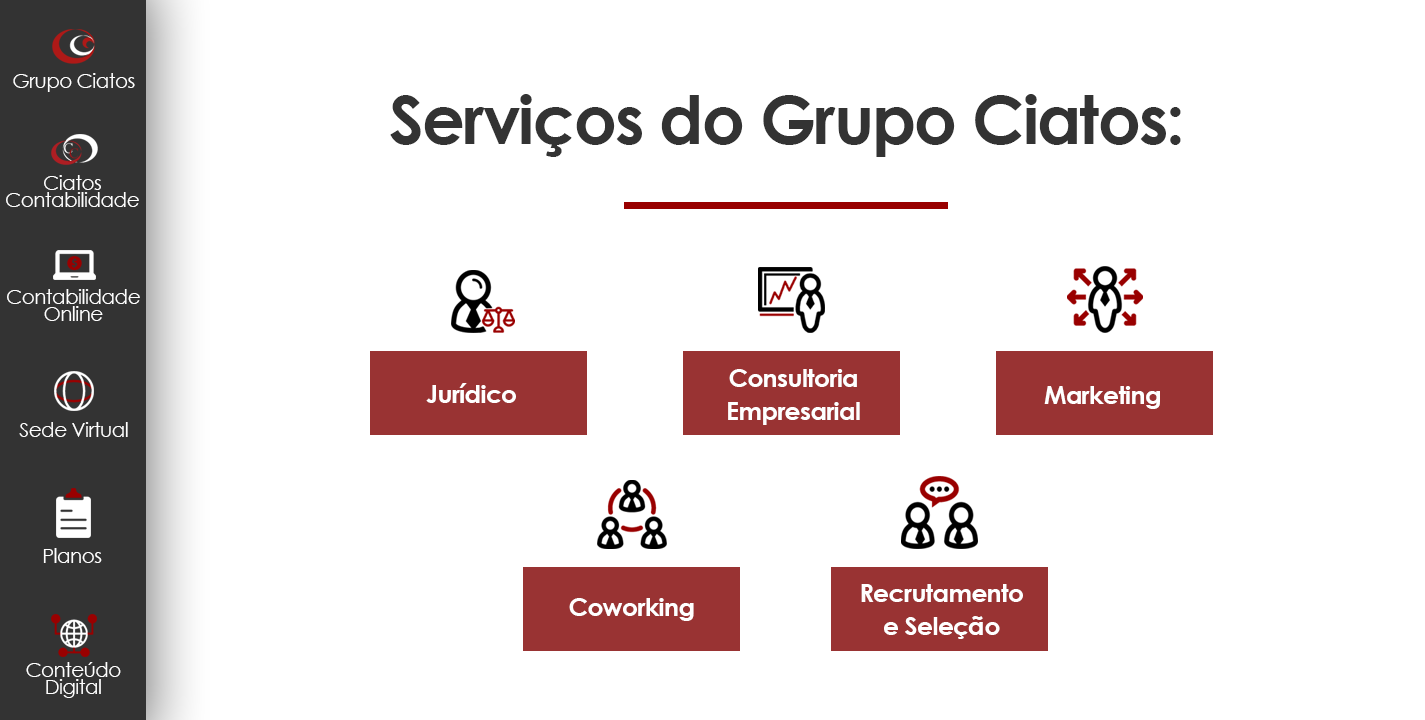 Grupo Ciatos
Ciatos
Contabilidade
Contabilidade
Online
Sede Virtual
Planos
Conteúdo
Digital
Serviços do Grupo Ciatos:
Jurídico
Consultoria
Empresarial
Marketing
Coworking
Recrutamento
e Seleção